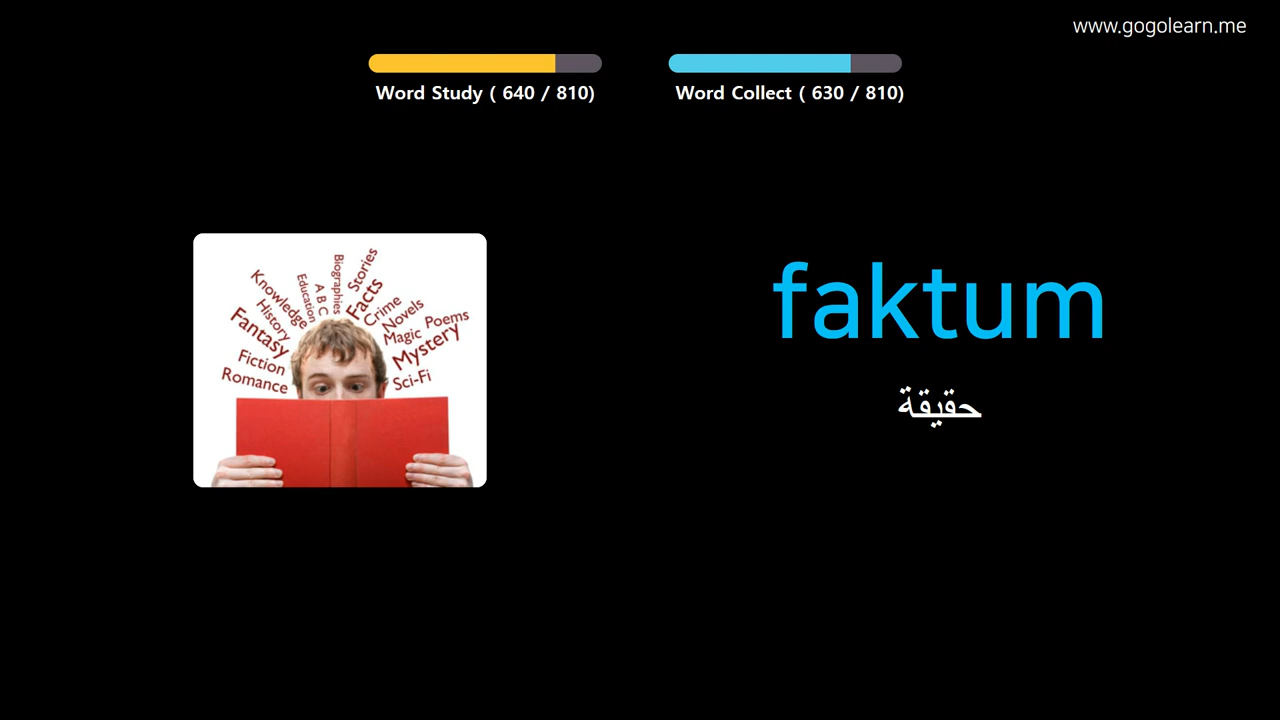 www.gogolearn.me
Word Study ( 640 / 810)
Word Collect ( 630 / 810)
Knowledge
History
Fantasy
Fiction
Romance
Education
A B C
Biographies
Stories
Facts
Crime
Novels
Magic
Poems
Mystery
Sci-Fi
faktum
حقيقة